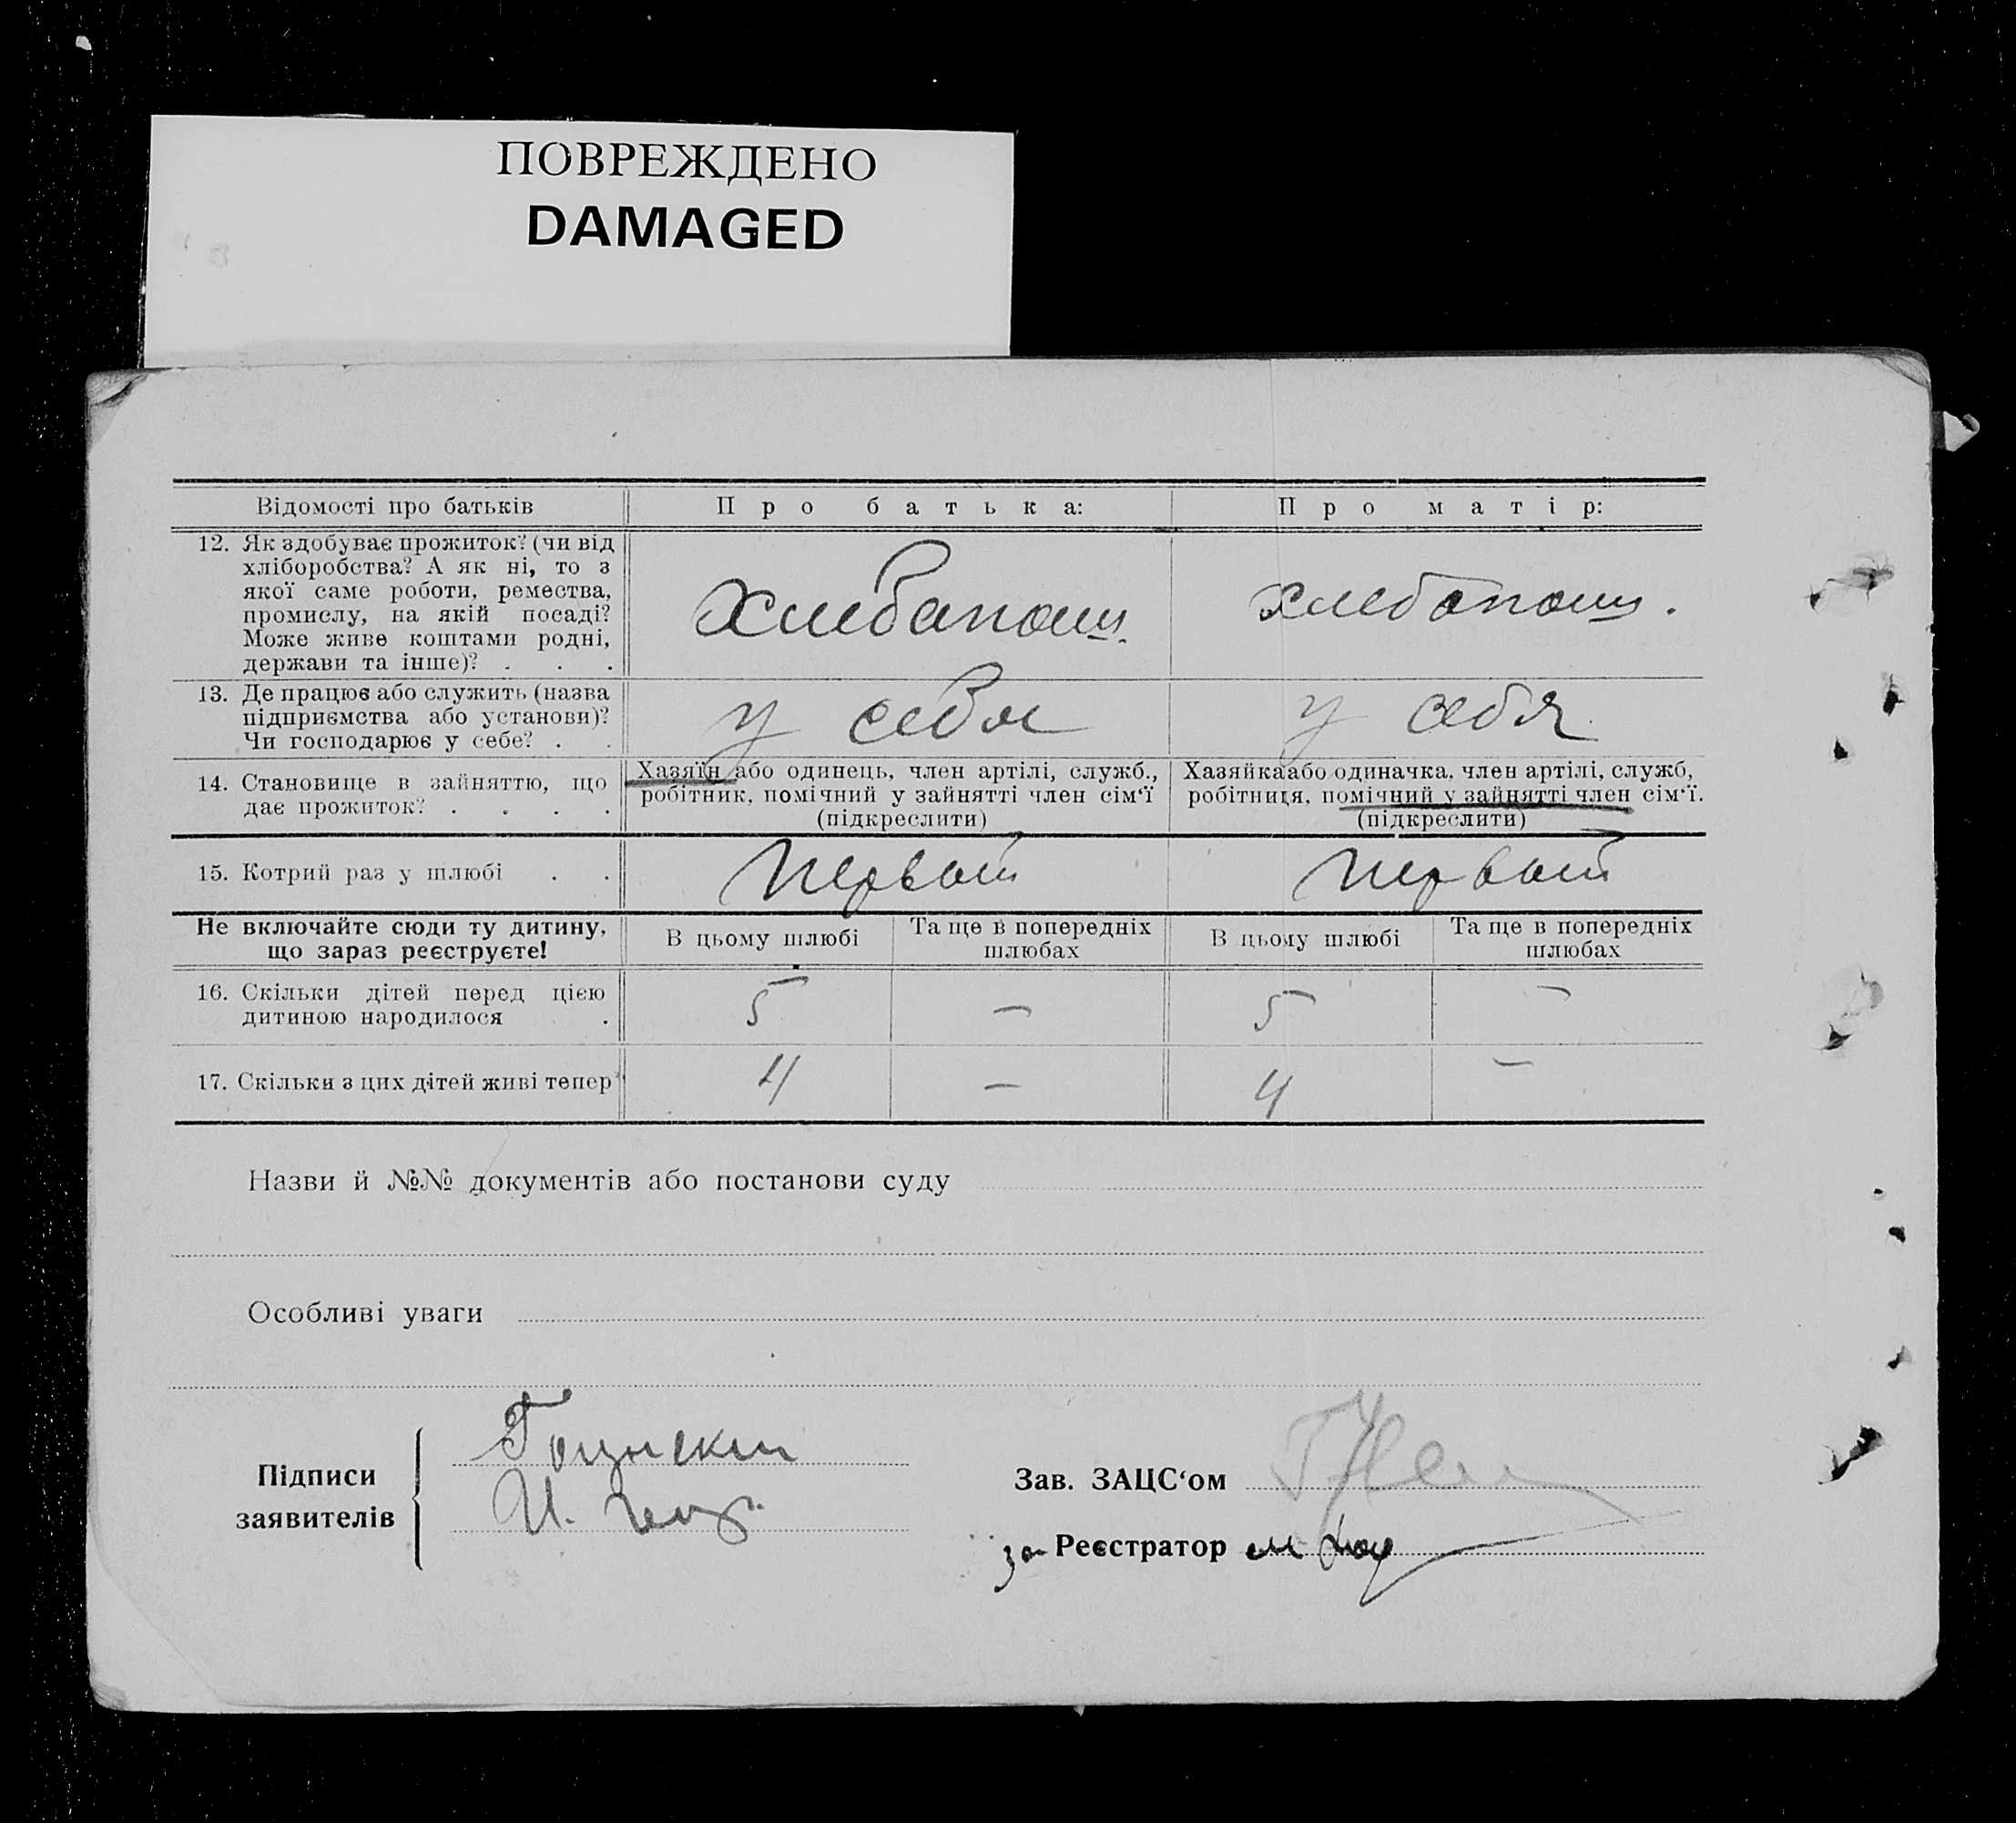 ПОВРЕЖДЕНО
DAMAGED
Відомості про батьків Про батька: Про матір:
12. Як здобуває прожиток? (чи від
хліборобства? А як ні, то з
якої саме роботи, ремества,
промислу, на якій посаді?
Може живе коштами родні,
держави та інше)? . . .
Хлебапаш. хлебопаш.
13. Де працює або служить (назва
підприємства або установи)?
Чи господарює у себе? . .
у себя у себя
14. Становище в зайняттю, що
дає прожиток? . . . .
Хазяїн або одинець, член артілі, служб.,
робітник, помічний у зайнятті член сім‘ї
(підкреслити)
Хазяйка або одиначка, член артілі, служб,
робітниця, помічний у зайнятті член сім‘ї.
(підкреслити)
15. Котрий раз у шлюбі . . Первый Первый
Не включайте сюди ту дитину,
що зараз реєструєте!
В цьому шлюбі Та ще в попередніх
шлюбах
В цьому шлюбі Та ще в попередніх
шлюбах
16. Скільки дітей перед цією
дитиною народилося .
5 — 5 —
17. Скільки з цих дітей живі тепер? 4 — 4 —
Назви й №№ документів або постанови суду
Особливі уваги
Підписи
заявителів
И.
Зав. ЗАЦС‘ом
за Реєстратор